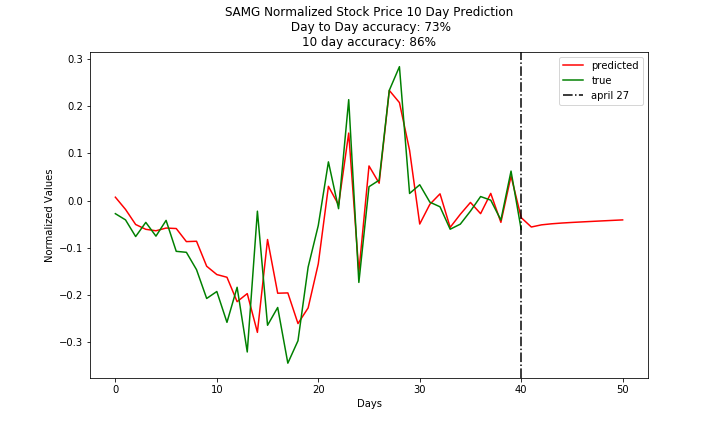 SAMG Normalized Stock Price 10 Day Prediction
Day to Day accuracy: 73%
10 day accuracy: 86%
predicted
true
april 27
Normalized Values
0.3
0.2
0.1
0.0
−0.1
−0.2
−0.3
0 10 20 30 40 50
Days